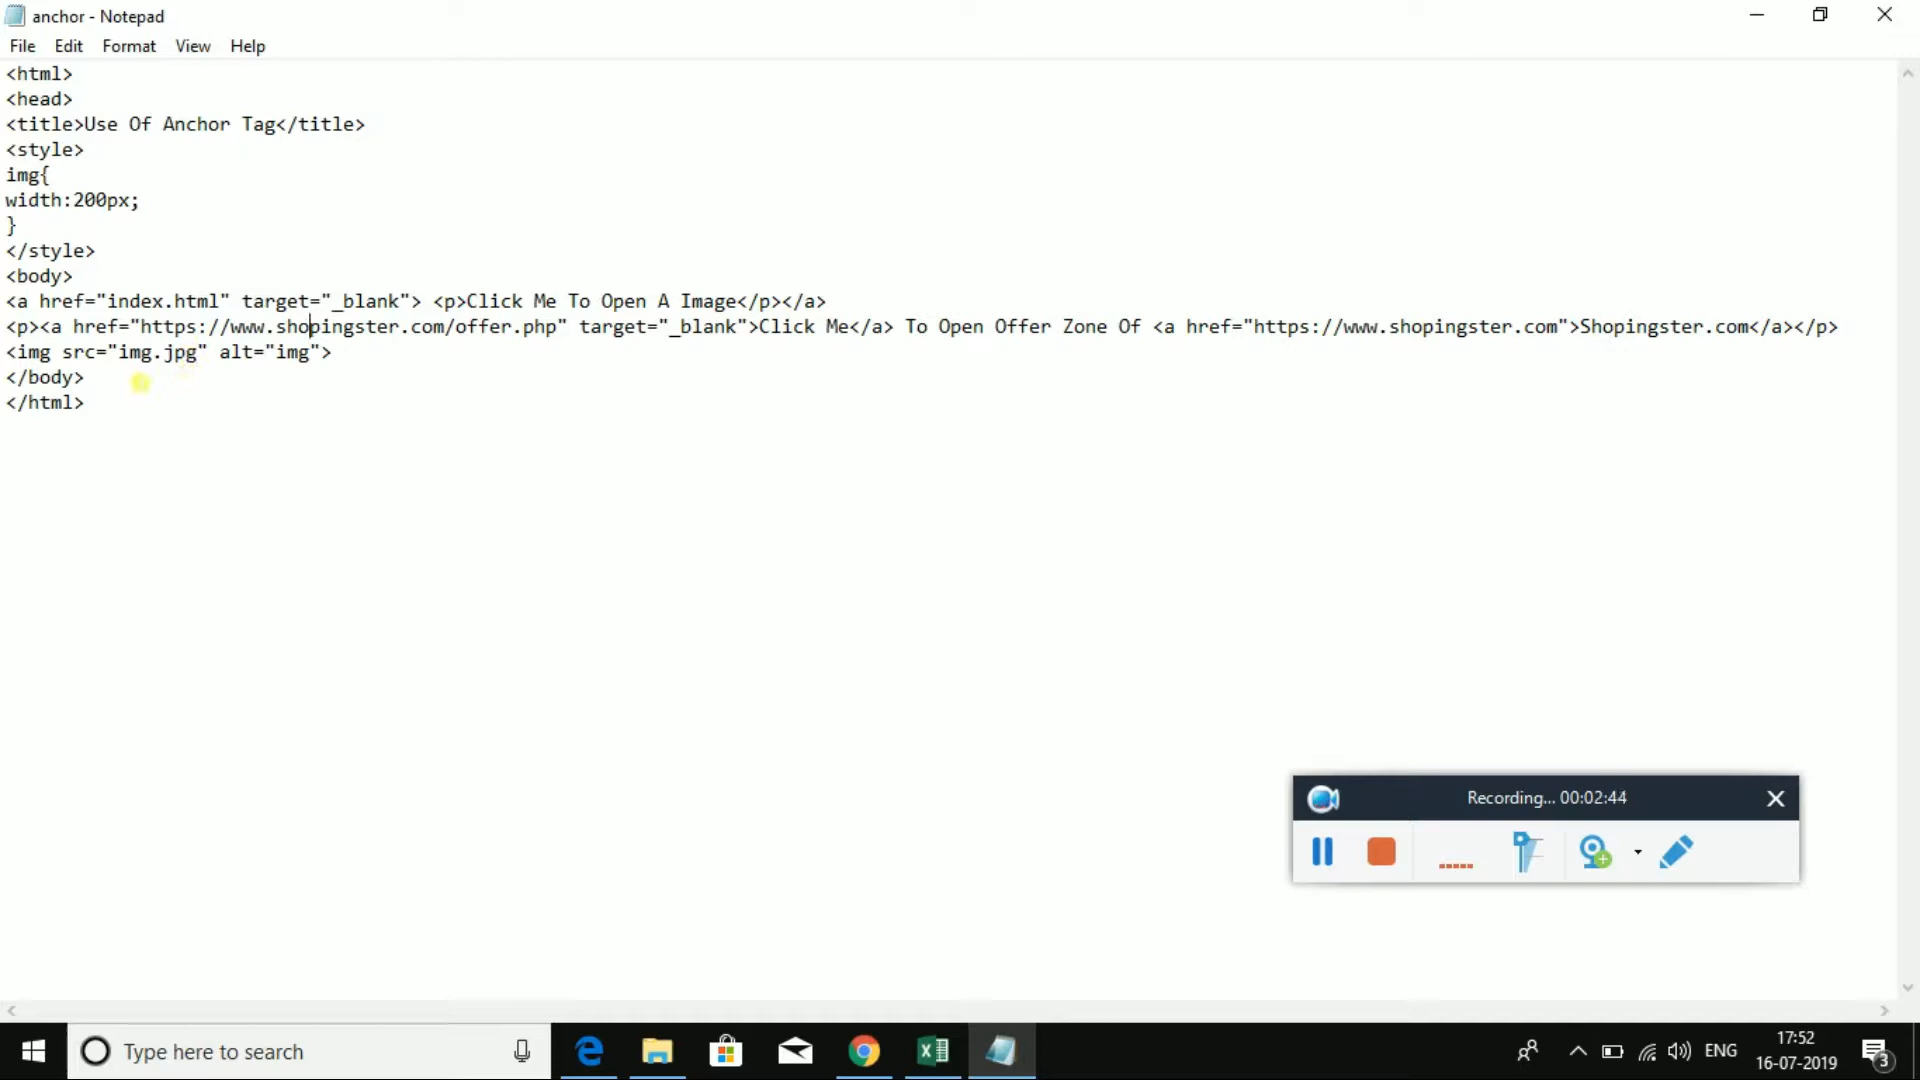 anchor - Notepad
File Edit Format View Help
<html>
<head>
<title>Use Of Anchor Tag</title>
<style>
img{
width:200px;
}
</style>
<body>
<a href="index.html" target="_blank"> <p>Click Me To Open A Image</p></a>
<p><a href="https://www.shopingster.com/offer.php" target="_blank">Click Me</a> To Open Offer Zone Of <a href="https://www.shopingster.com">Shopingster.com</a></p>
<img src="img.jpg" alt="img">
</body>
</html>
Recording... 00:02:44
Type here to search
ENG
17:52
16-07-2019
3